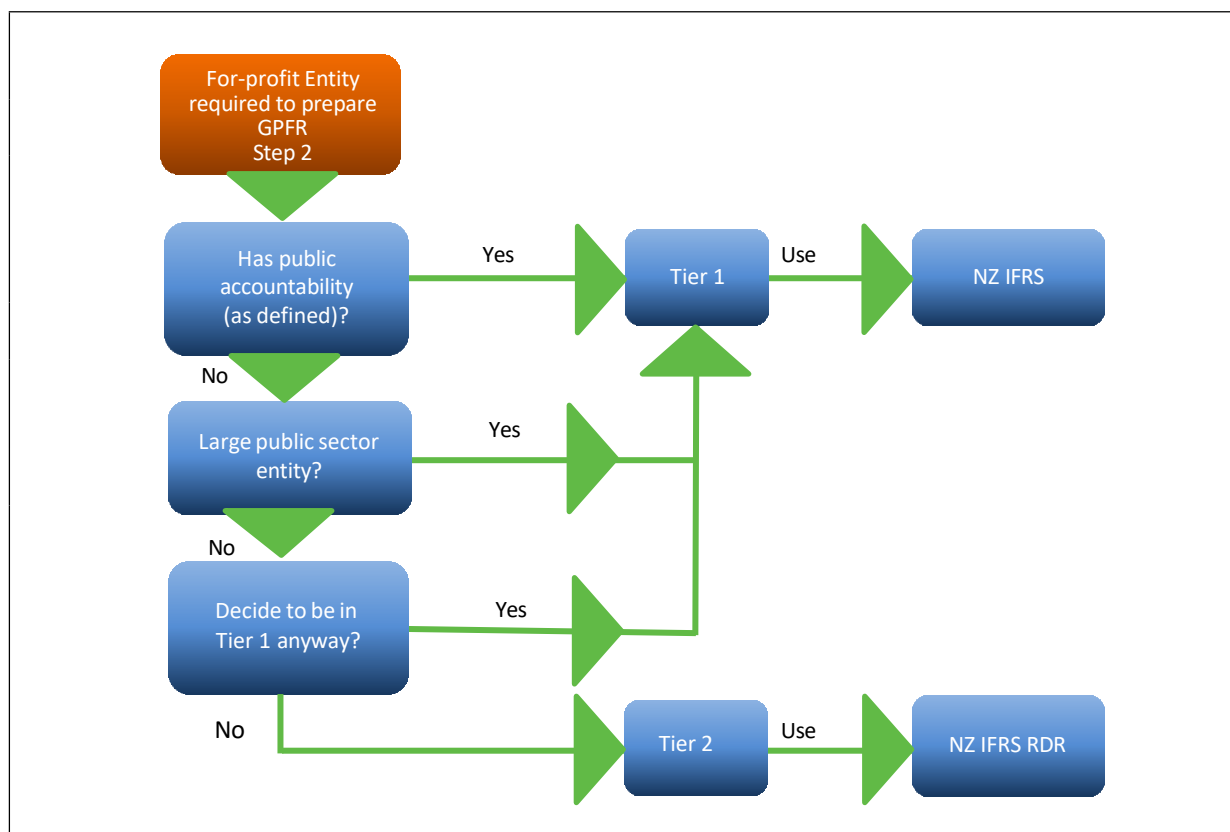 For-profit Entity
required to prepare
GPFR
Step 2
Has public
accountability
(as defined)?
Yes
Tier 1
Use
NZ IFRS
No
Large public sector
entity?
Yes
No
Decide to be in
Tier 1 anyway?
Yes
No
Tier 2
Use
NZ IFRS RDR